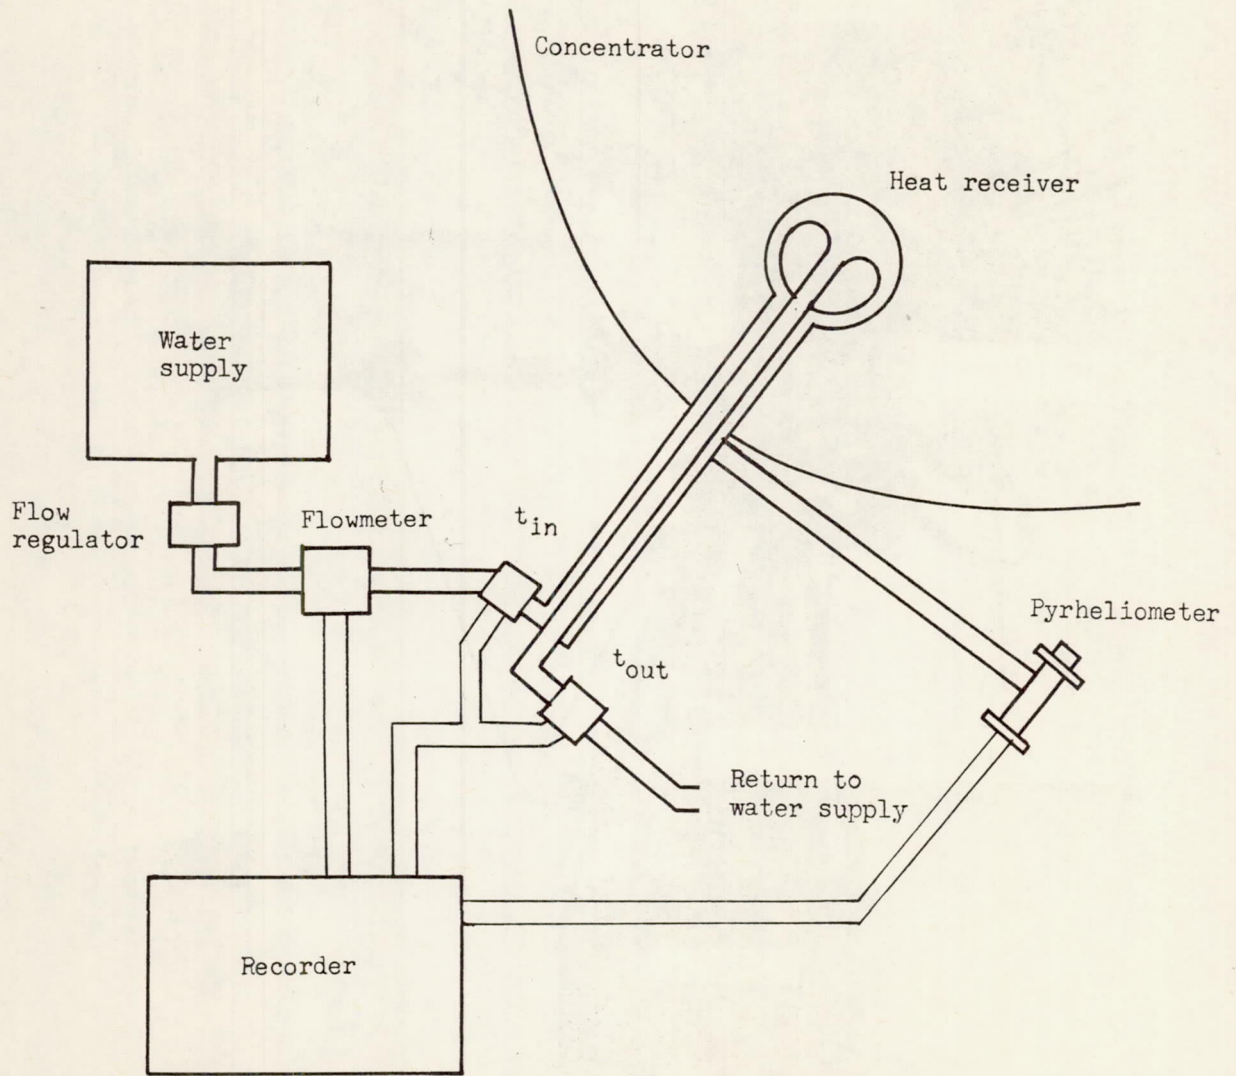 Concentrator
Heat receiver
Water
supply
Flow
regulator
Flowmeter
t_in
Pyrheliometer
t_out
Return to
water supply
Recorder